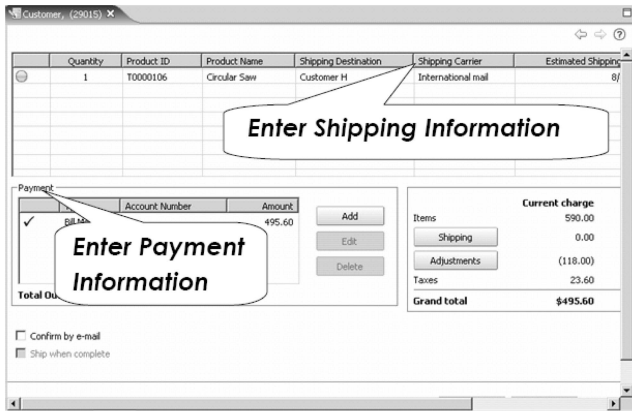 Customer, (29015)
Quantity Product ID Product Name Shipping Destination Shipping Carrier Estimated Shipping
1 T0000106 Circular Saw Customer H International mail 8/
Enter Shipping Information
Payment
Account Number Amount
495.60
Enter Payment
Information
Add
Edit
Delete
Current charge
Items 590.00
Shipping 0.00
Adjustments (118.00)
Taxes 23.60
Grand total $495.60
Total
Confirm by e-mail
Ship when complete